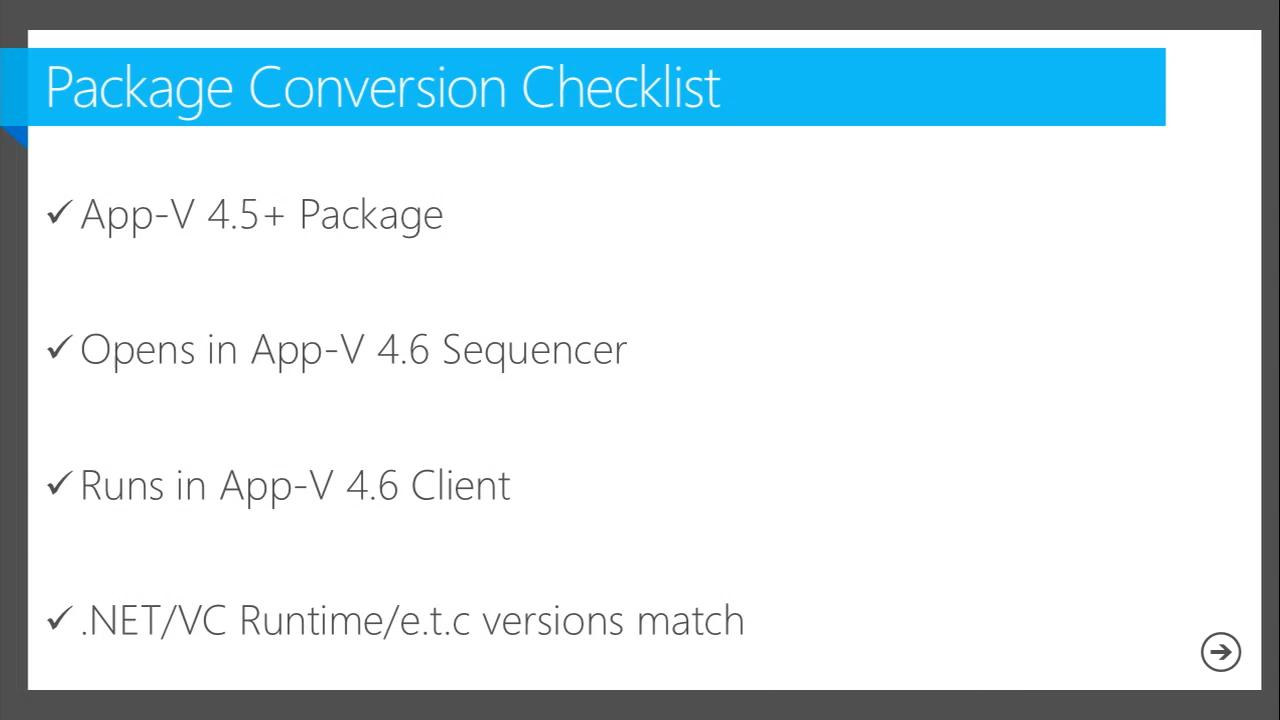 Package Conversion Checklist
✓ App-V 4.5+ Package
✓ Opens in App-V 4.6 Sequencer
✓ Runs in App-V 4.6 Client
✓ .NET/VC Runtime/e.t.c versions match